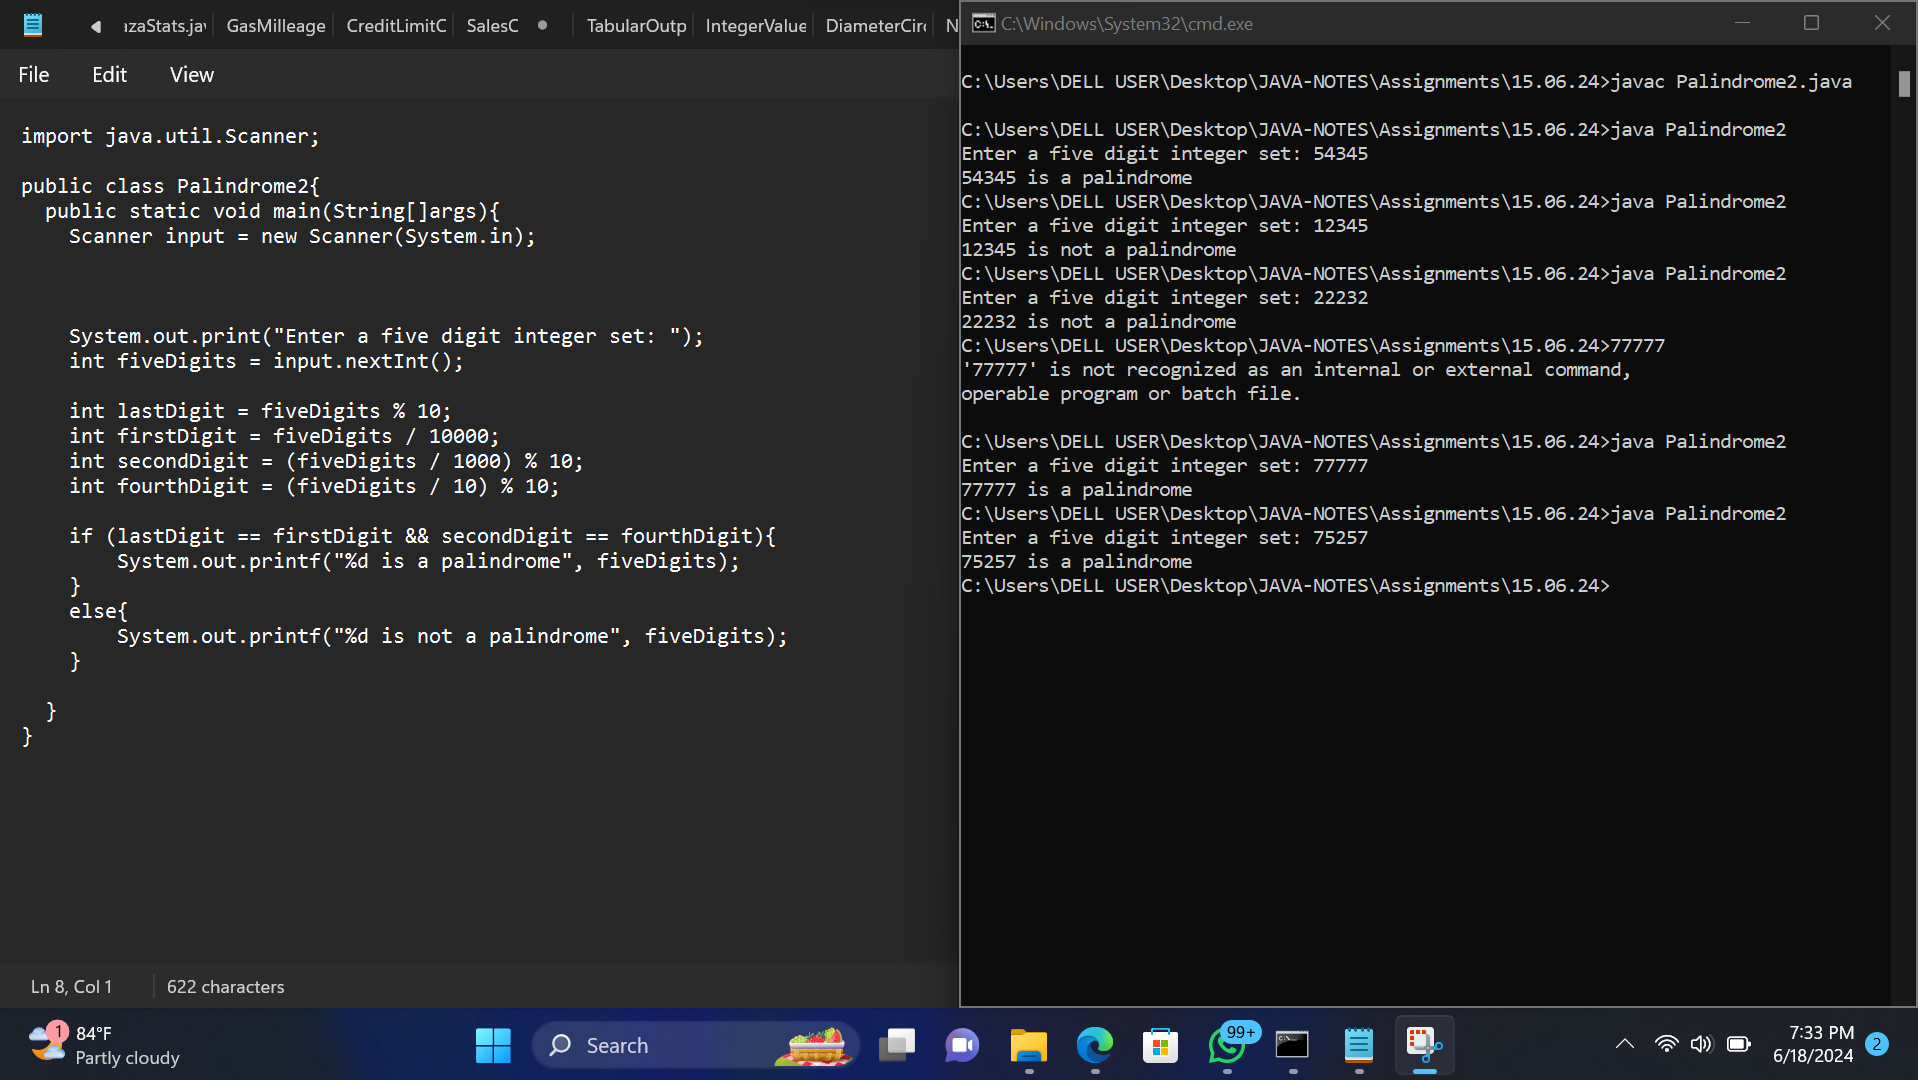 azaStats.jav GasMilleage CreditLimitC SalesC TabularOutp IntegerValue DiameterCir N
File Edit View
import java.util.Scanner;
public class Palindrome2{
public static void main(String[]args){
Scanner input = new Scanner(System.in);
System.out.print("Enter a five digit integer set: ");
int fiveDigits = input.nextInt();
int lastDigit = fiveDigits % 10;
int firstDigit = fiveDigits / 10000;
int secondDigit = (fiveDigits / 1000) % 10;
int fourthDigit = (fiveDigits / 10) % 10;
if (lastDigit == firstDigit && secondDigit == fourthDigit){
System.out.printf("%d is a palindrome", fiveDigits);
}
else{
System.out.printf("%d is not a palindrome", fiveDigits);
}
}
}
Ln 8, Col 1 622 characters
C:\Windows\System32\cmd.exe
C:\Users\DELL USER\Desktop\JAVA-NOTES\Assignments\15.06.24>javac Palindrome2.java
C:\Users\DELL USER\Desktop\JAVA-NOTES\Assignments\15.06.24>java Palindrome2
Enter a five digit integer set: 54345
54345 is a palindrome
C:\Users\DELL USER\Desktop\JAVA-NOTES\Assignments\15.06.24>java Palindrome2
Enter a five digit integer set: 12345
12345 is not a palindrome
C:\Users\DELL USER\Desktop\JAVA-NOTES\Assignments\15.06.24>java Palindrome2
Enter a five digit integer set: 22232
22232 is not a palindrome
C:\Users\DELL USER\Desktop\JAVA-NOTES\Assignments\15.06.24>77777
'77777' is not recognized as an internal or external command,
operable program or batch file.
C:\Users\DELL USER\Desktop\JAVA-NOTES\Assignments\15.06.24>java Palindrome2
Enter a five digit integer set: 77777
77777 is a palindrome
C:\Users\DELL USER\Desktop\JAVA-NOTES\Assignments\15.06.24>java Palindrome2
Enter a five digit integer set: 75257
75257 is a palindrome
C:\Users\DELL USER\Desktop\JAVA-NOTES\Assignments\15.06.24>
1 84°F
Partly cloudy
Search
99+
7:33 PM
6/18/2024
2